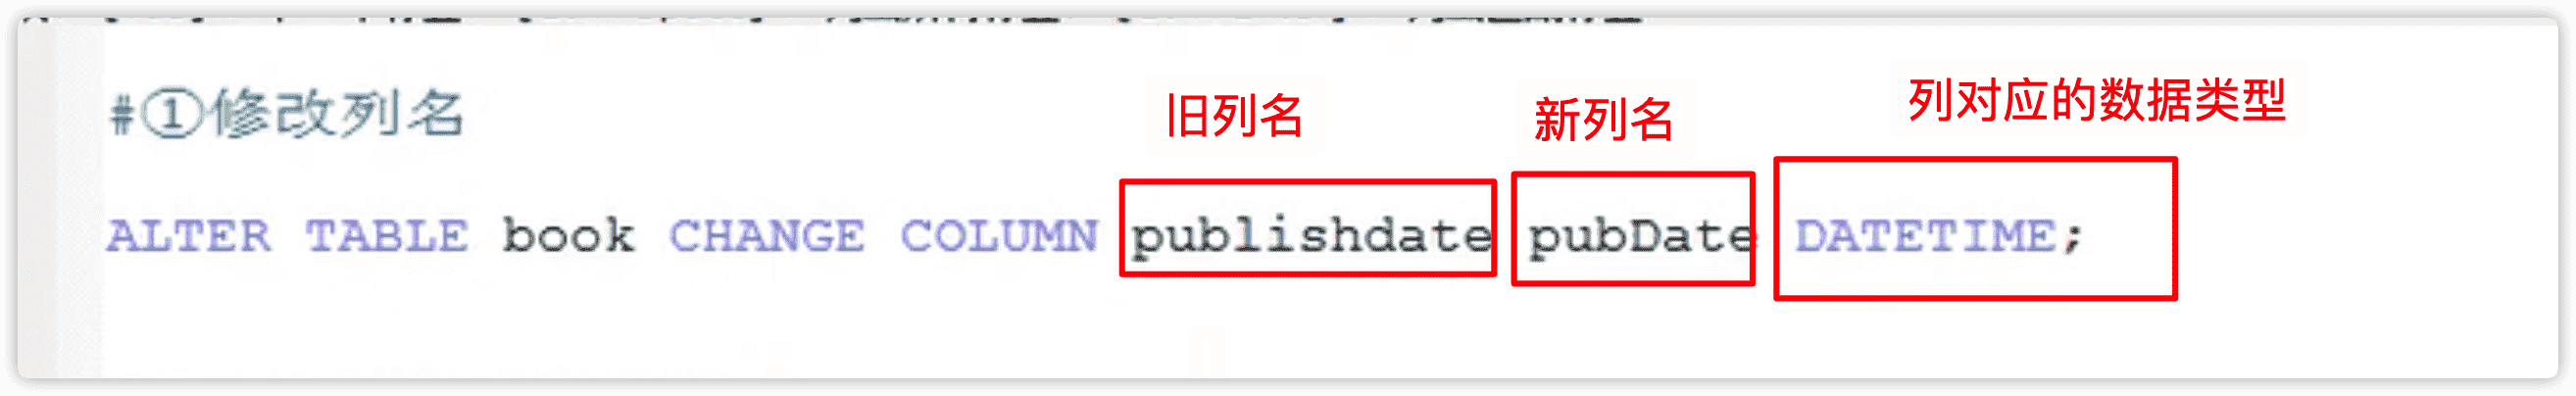 #①修改列名
旧列名
新列名
列对应的数据类型
ALTER TABLE book CHANGE COLUMN publishdate pubDate DATETIME;